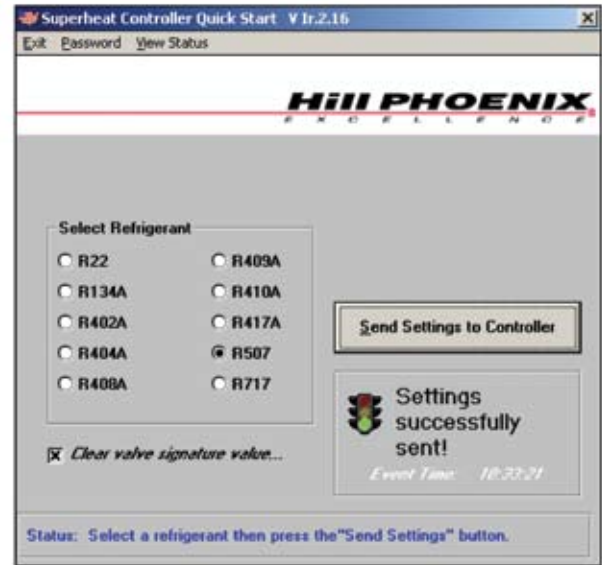 Superheat Controller Quick Start V Ir.2.16
Exit Password View Status
Hill PHOENIX
EXCELLENCE
Select Refrigerant
R22 R409A
R134A R410A
R402A R417A
R404A R507
R408A R717
Send Settings to Controller
Settings
successfully
sent!
Clear valve signature value...
Event Time: 10:33:21
Status: Select a refrigerant then press the"Send Settings" button.